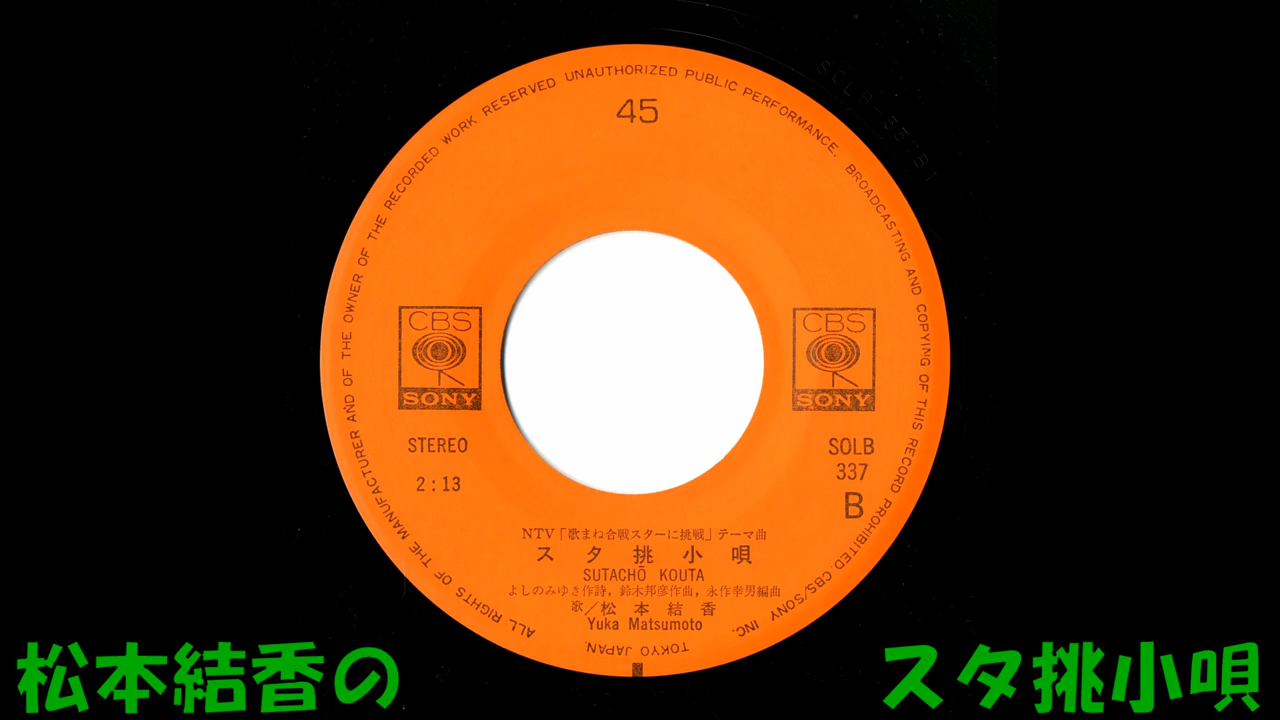 ALL RIGHTS OF THE MANUFACTURER AND OF THE OWNER OF THE RECORDED WORK RESERVED UNAUTHORIZED PUBLIC PERFORMANCE. BROADCASTING AND COPYING OF THIS RECORD PROHIBITED. CBS/SONY INC. TOKYO JAPAN.
45
CBS
SONY
CBS
SONY
STEREO
2:13
SOLB
337
B
NTV「歌まね合戦スターに挑戦」テーマ曲
スタ挑小唄
SUTACHŌ KOUTA
よしのみゆき作詩，鈴木邦彦作曲，永作幸男編曲
歌／松本結香
Yuka Matsumoto
松本結香の
スタ挑小唄